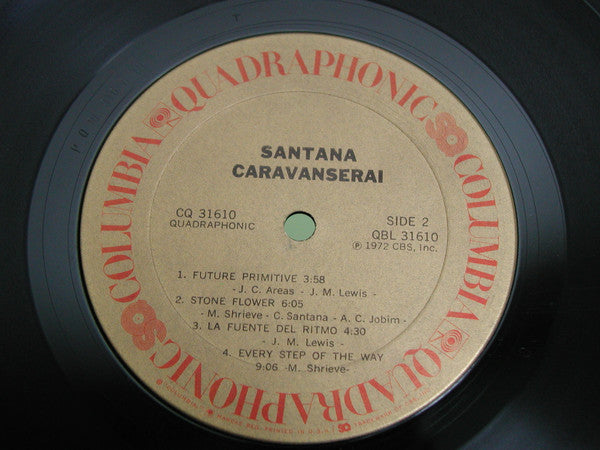 COLUMBIA QUADRAPHONIC SQ COLUMBIA QUADRAPHONIC SQ
SANTANA
CARAVANSERAI
CQ 31610
QUADRAPHONIC
SIDE 2
QBL 31610
℗ 1972 CBS, Inc.
1. FUTURE PRIMITIVE 3:58
- J. C. Areas - J. M. Lewis -
2. STONE FLOWER 6:05
- M. Shrieve - C. Santana - A. C. Jobim -
3. LA FUENTE DEL RITMO 4:30
- J. M. Lewis -
4. EVERY STEP OF THE WAY
9:06 -M. Shrieve-